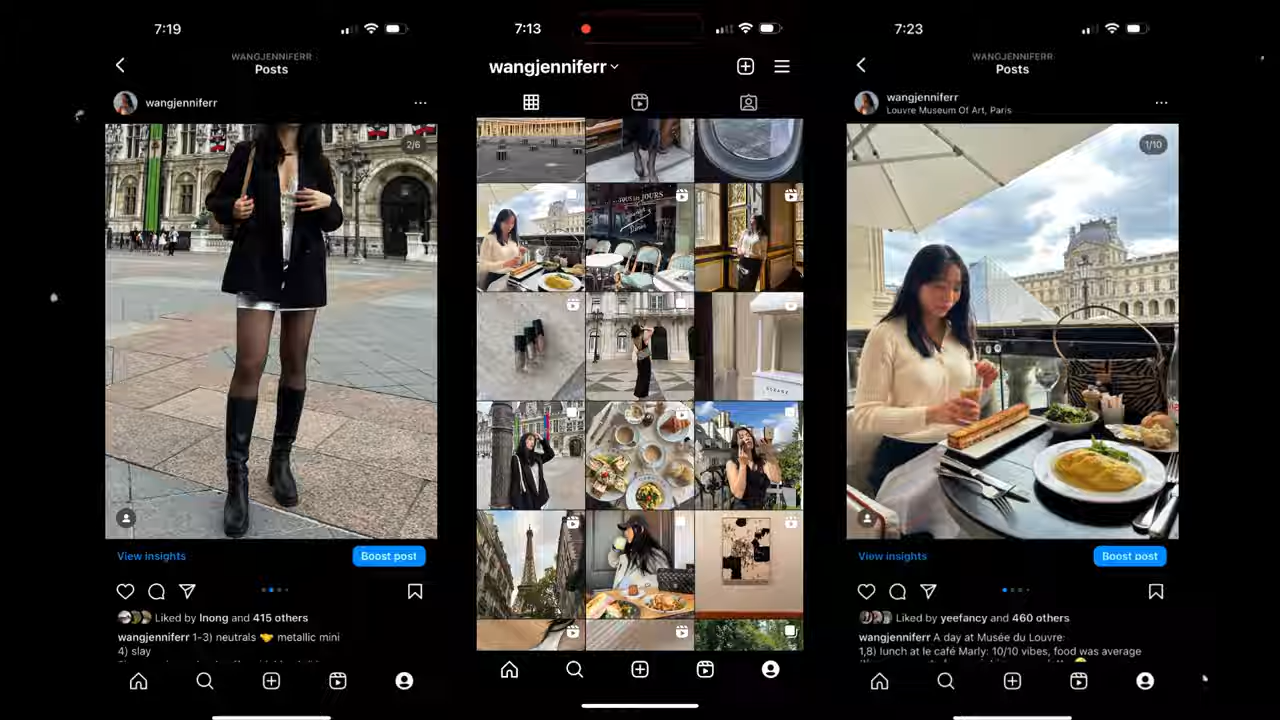 7:19
WANGJENNIFERR
Posts
wangjenniferr
2/6
View insights
Boost post
Liked by lnong and 415 others
wangjenniferr 1-3) neutrals 🤝 metallic mini
4) slay
7:13
wangjenniferr
TOUS les JOURS
7:23
WANGJENNIFERR
Posts
wangjenniferr
Louvre Museum Of Art, Paris
1/10
View insights
Boost post
Liked by yeefancy and 460 others
wangjenniferr A day at Musée du Louvre:
1,8) lunch at le café Marly: 10/10 vibes, food was average